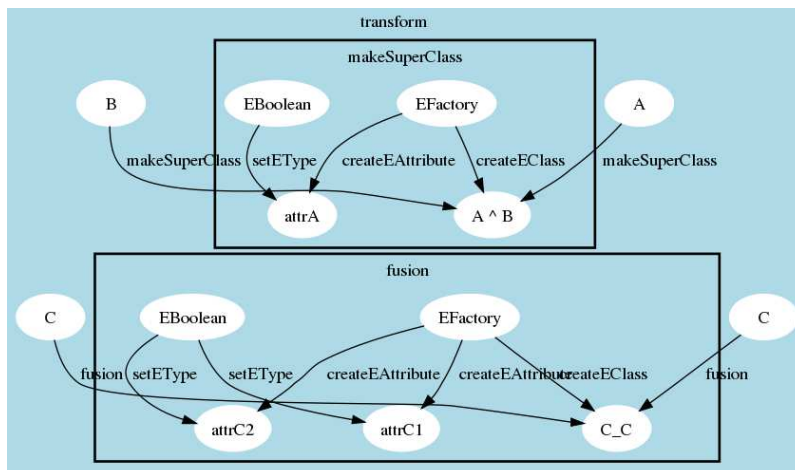 transform
makeSuperClass
B EBoolean EFactory A
makeSuperClass setEType createEAttribute createEClass makeSuperClass
attrA A ^ B
fusion
C EBoolean EFactory C
fusion setEType setEType createEAttribute createEAttribute createEClass fusion
attrC2 attrC1 C_C